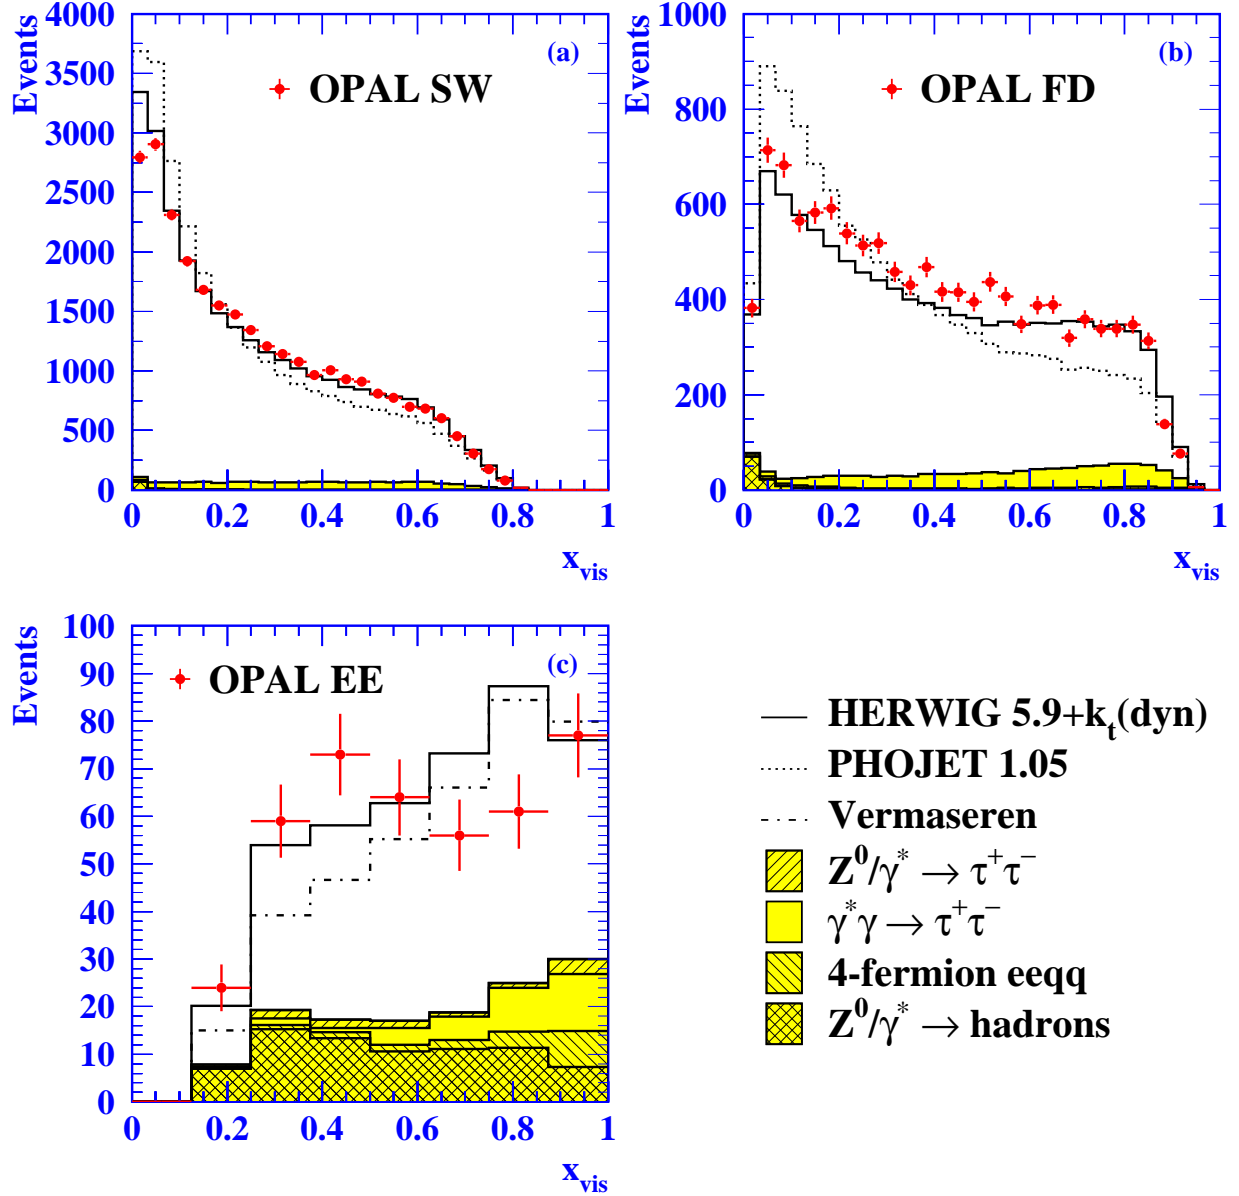 Events
4000
3500
3000
2500
2000
1500
1000
500
0
(a)
OPAL SW
0 0.2 0.4 0.6 0.8 1
x_vis
Events
1000
800
600
400
200
0
(b)
OPAL FD
0 0.2 0.4 0.6 0.8 1
x_vis
Events
100
90
80
70
60
50
40
30
20
10
0
(c)
OPAL EE
0 0.2 0.4 0.6 0.8 1
x_vis
HERWIG 5.9+k_t(dyn)
PHOJET 1.05
Vermaseren
Z⁰/γ* → τ⁺τ⁻
γ*γ → τ⁺τ⁻
4-fermion eeqq
Z⁰/γ* → hadrons